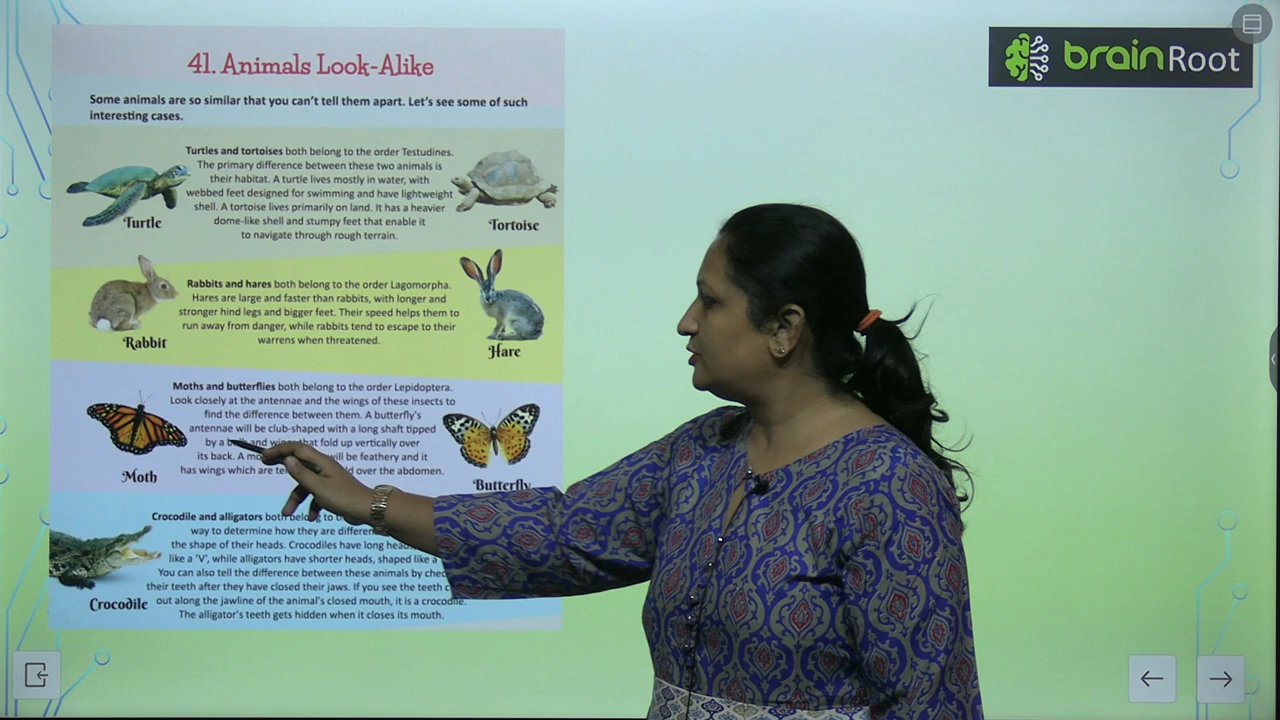 brainRoot
41. Animals Look-Alike
Some animals are so similar that you can't tell them apart. Let's see some of such
interesting cases.
Turtles and tortoises both belong to the order Testudines.
The primary difference between these two animals is
their habitat. A turtle lives mostly in water, with
webbed feet designed for swimming and have lightweight
shell. A tortoise lives primarily on land. It has a heavier
dome-like shell and stumpy feet that enable it
to navigate through rough terrain.
Turtle
Tortoise
Rabbits and hares both belong to the order Lagomorpha.
Hares are large and faster than rabbits, with longer and
stronger hind legs and bigger feet. Their speed helps them to
run away from danger, while rabbits tend to escape to their
warrens when threatened.
Rabbit
Hare
Moths and butterflies both belong to the order Lepidoptera.
Look closely at the antennae and the wings of these insects to
find the difference between them. A butterfly's
antennae will be club-shaped with a long shaft tipped
by a and that fold up vertically over
its back. A will be feathery and it
has wings which are over the abdomen.
Moth
Butterfly
Crocodile and alligators both to
way to determine how they are
the shape of their heads. Crocodiles have long
like a 'V', while alligators have shorter heads, shaped like a
You can also tell the difference between these animals by
their teeth after they have closed their jaws. If you see the teeth
out along the jawline of the animal's closed mouth, it is a crocodile.
The alligator's teeth gets hidden when it closes its mouth.
Crocodile